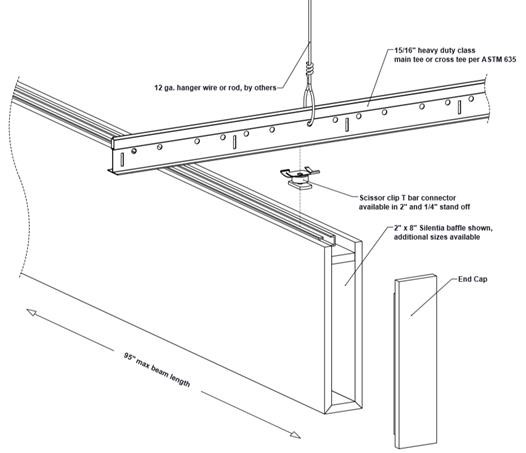 15/16" heavy duty class
main tee or cross tee per ASTM 635
12 ga. hanger wire or rod, by others
Scissor clip T bar connector
available in 2" and 1/4" stand off
2" x 8" Silentia baffle shown,
additional sizes available
End Cap
95" max beam length